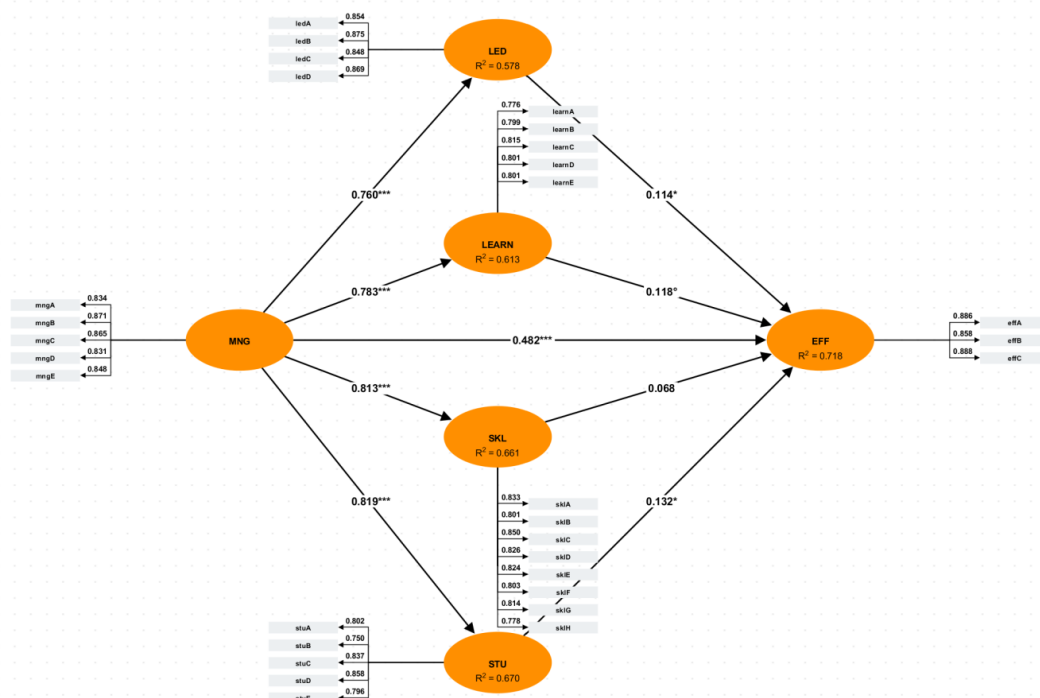 0.854
ledA
0.875
ledB
0.848
ledC
0.869
ledD
LED
R² = 0.578
0.776
learnA
0.799
learnB
0.815
learnC
0.801
learnD
0.801
learnE
0.760***
0.114*
LEARN
R² = 0.613
0.783***
0.118°
0.834
mngA
0.871
mngB
0.865
mngC
0.831
mngD
0.848
mngE
MNG
0.482***
EFF
R² = 0.718
0.886
effA
0.858
effB
0.888
effC
0.813***
0.068
SKL
R² = 0.661
0.819***
0.132*
0.833
sklA
0.801
sklB
0.850
sklC
0.826
sklD
0.824
sklE
0.803
sklF
0.814
sklG
0.778
sklH
0.802
stuA
0.750
stuB
0.837
stuC
0.858
stuD
0.796
STU
R² = 0.670